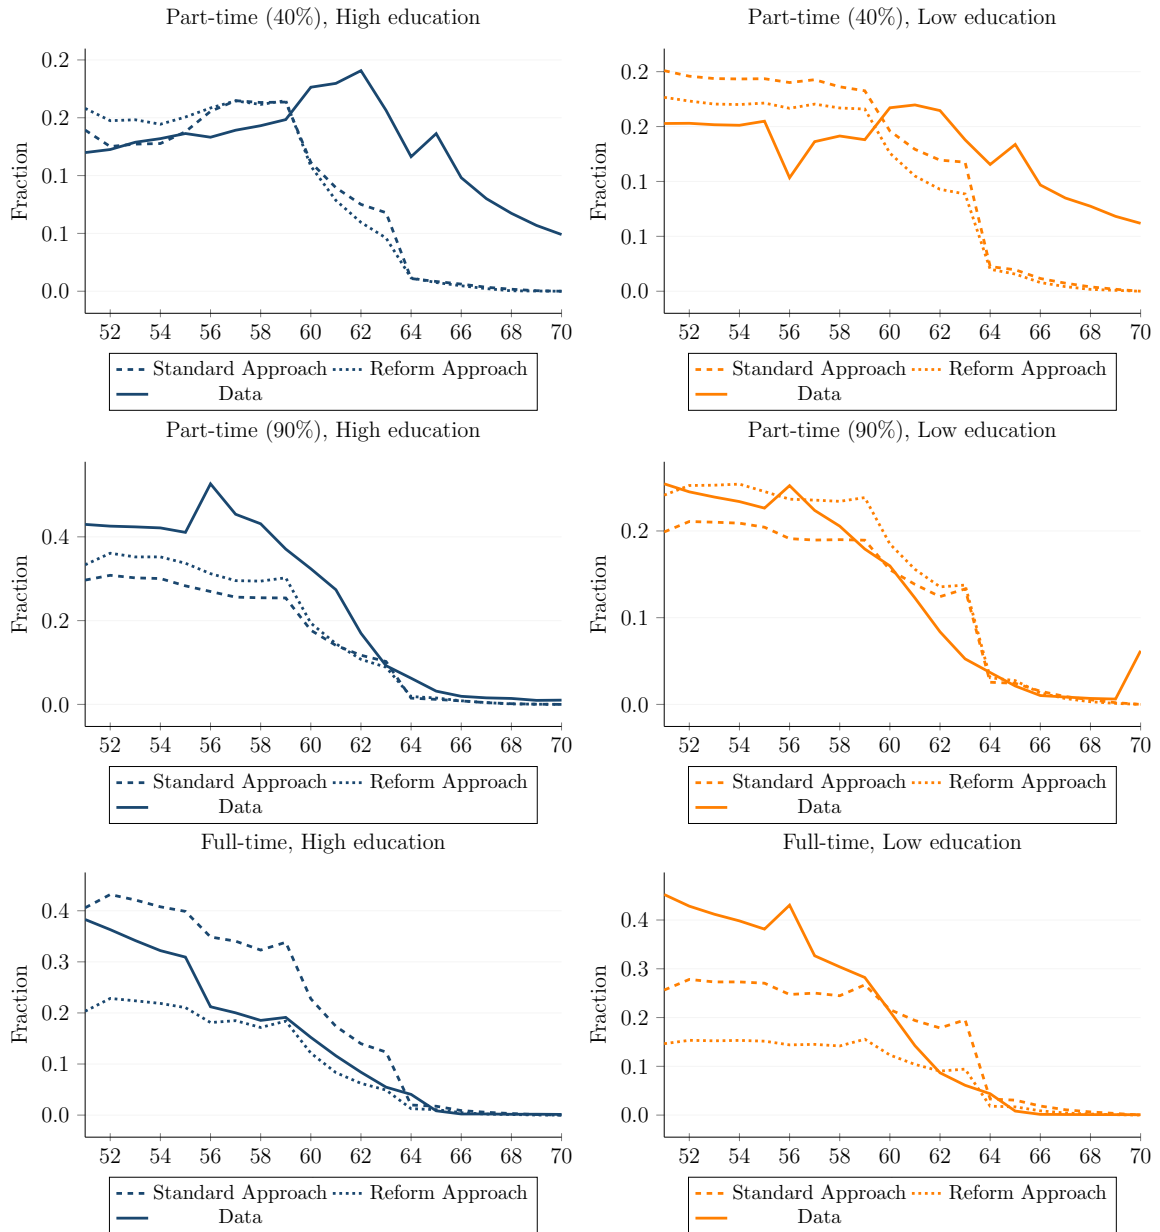 Part-time (40%), High education
Fraction
0.2
0.2
0.1
0.1
0.0
52 54 56 58 60 62 64 66 68 70
Standard Approach Reform Approach
Data
Part-time (40%), Low education
Fraction
0.2
0.2
0.1
0.1
0.0
52 54 56 58 60 62 64 66 68 70
Standard Approach Reform Approach
Data
Part-time (90%), High education
Fraction
0.4
0.2
0.0
52 54 56 58 60 62 64 66 68 70
Standard Approach Reform Approach
Data
Part-time (90%), Low education
Fraction
0.2
0.1
0.0
52 54 56 58 60 62 64 66 68 70
Standard Approach Reform Approach
Data
Full-time, High education
Fraction
0.4
0.3
0.2
0.1
0.0
52 54 56 58 60 62 64 66 68 70
Standard Approach Reform Approach
Data
Full-time, Low education
Fraction
0.4
0.3
0.2
0.1
0.0
52 54 56 58 60 62 64 66 68 70
Standard Approach Reform Approach
Data